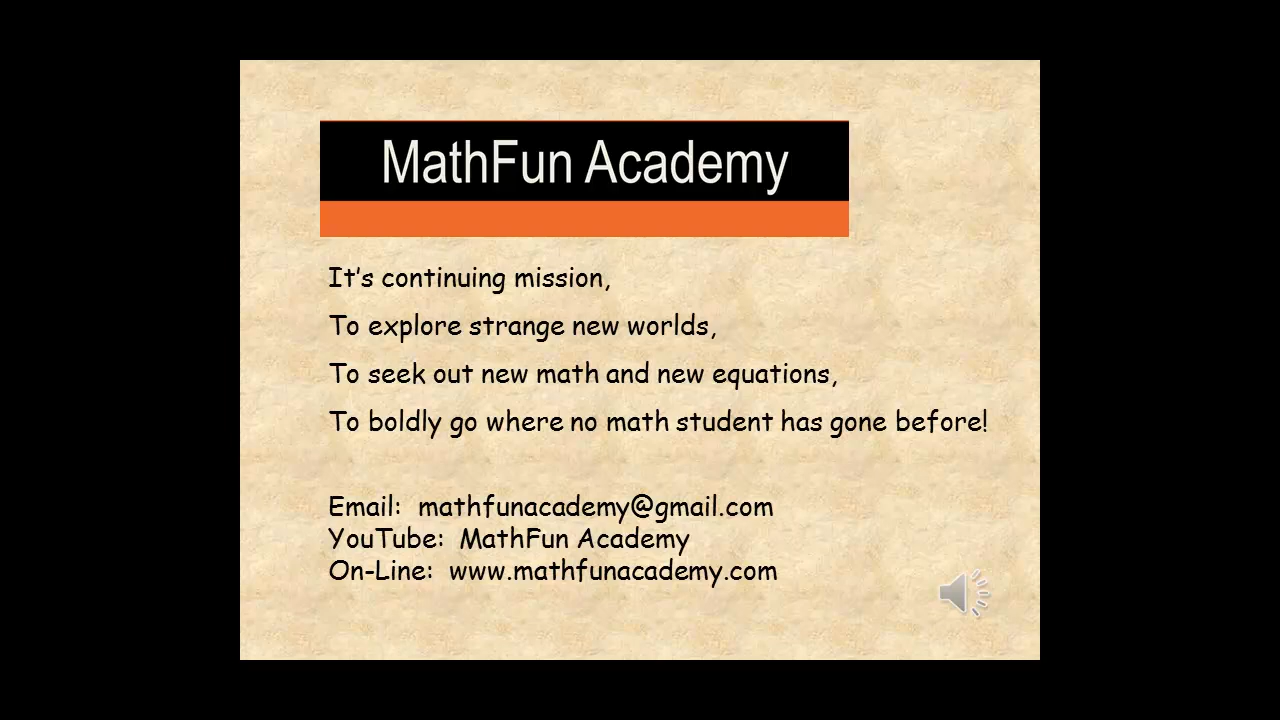 MathFun Academy
It's continuing mission,
To explore strange new worlds,
To seek out new math and new equations,
To boldly go where no math student has gone before!
Email:  mathfunacademy@gmail.com
YouTube:  MathFun Academy
On-Line:  www.mathfunacademy.com